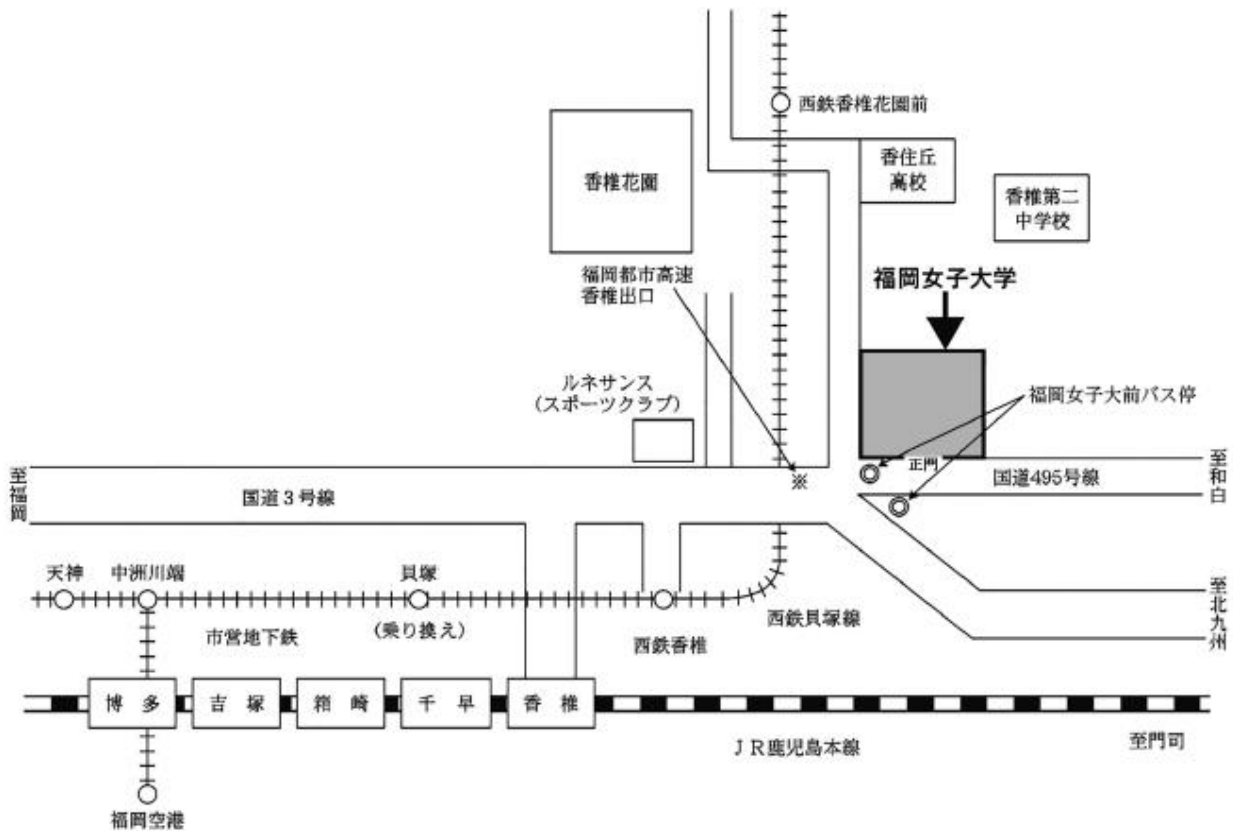 西鉄香椎花園前
香住丘
高校
香椎花園
香椎第二
中学校
福岡都市高速
香椎出口
福岡女子大学
ルネサンス
(スポーツクラブ)
福岡女子大前バス停
正門
至福岡
国道3号線
※
国道495号線
至和白
天神
中洲川端
貝塚
至北九州
市営地下鉄
(乗り換え)
西鉄香椎
西鉄貝塚線
博多
吉塚
箱崎
千早
香椎
JR鹿児島本線
至門司
福岡空港